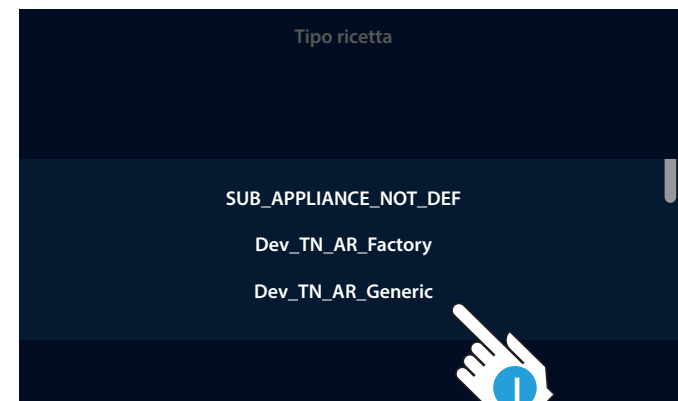 Tipo ricetta
SUB_APPLIANCE_NOT_DEF
Dev_TN_AR_Factory
Dev_TN_AR_Generic